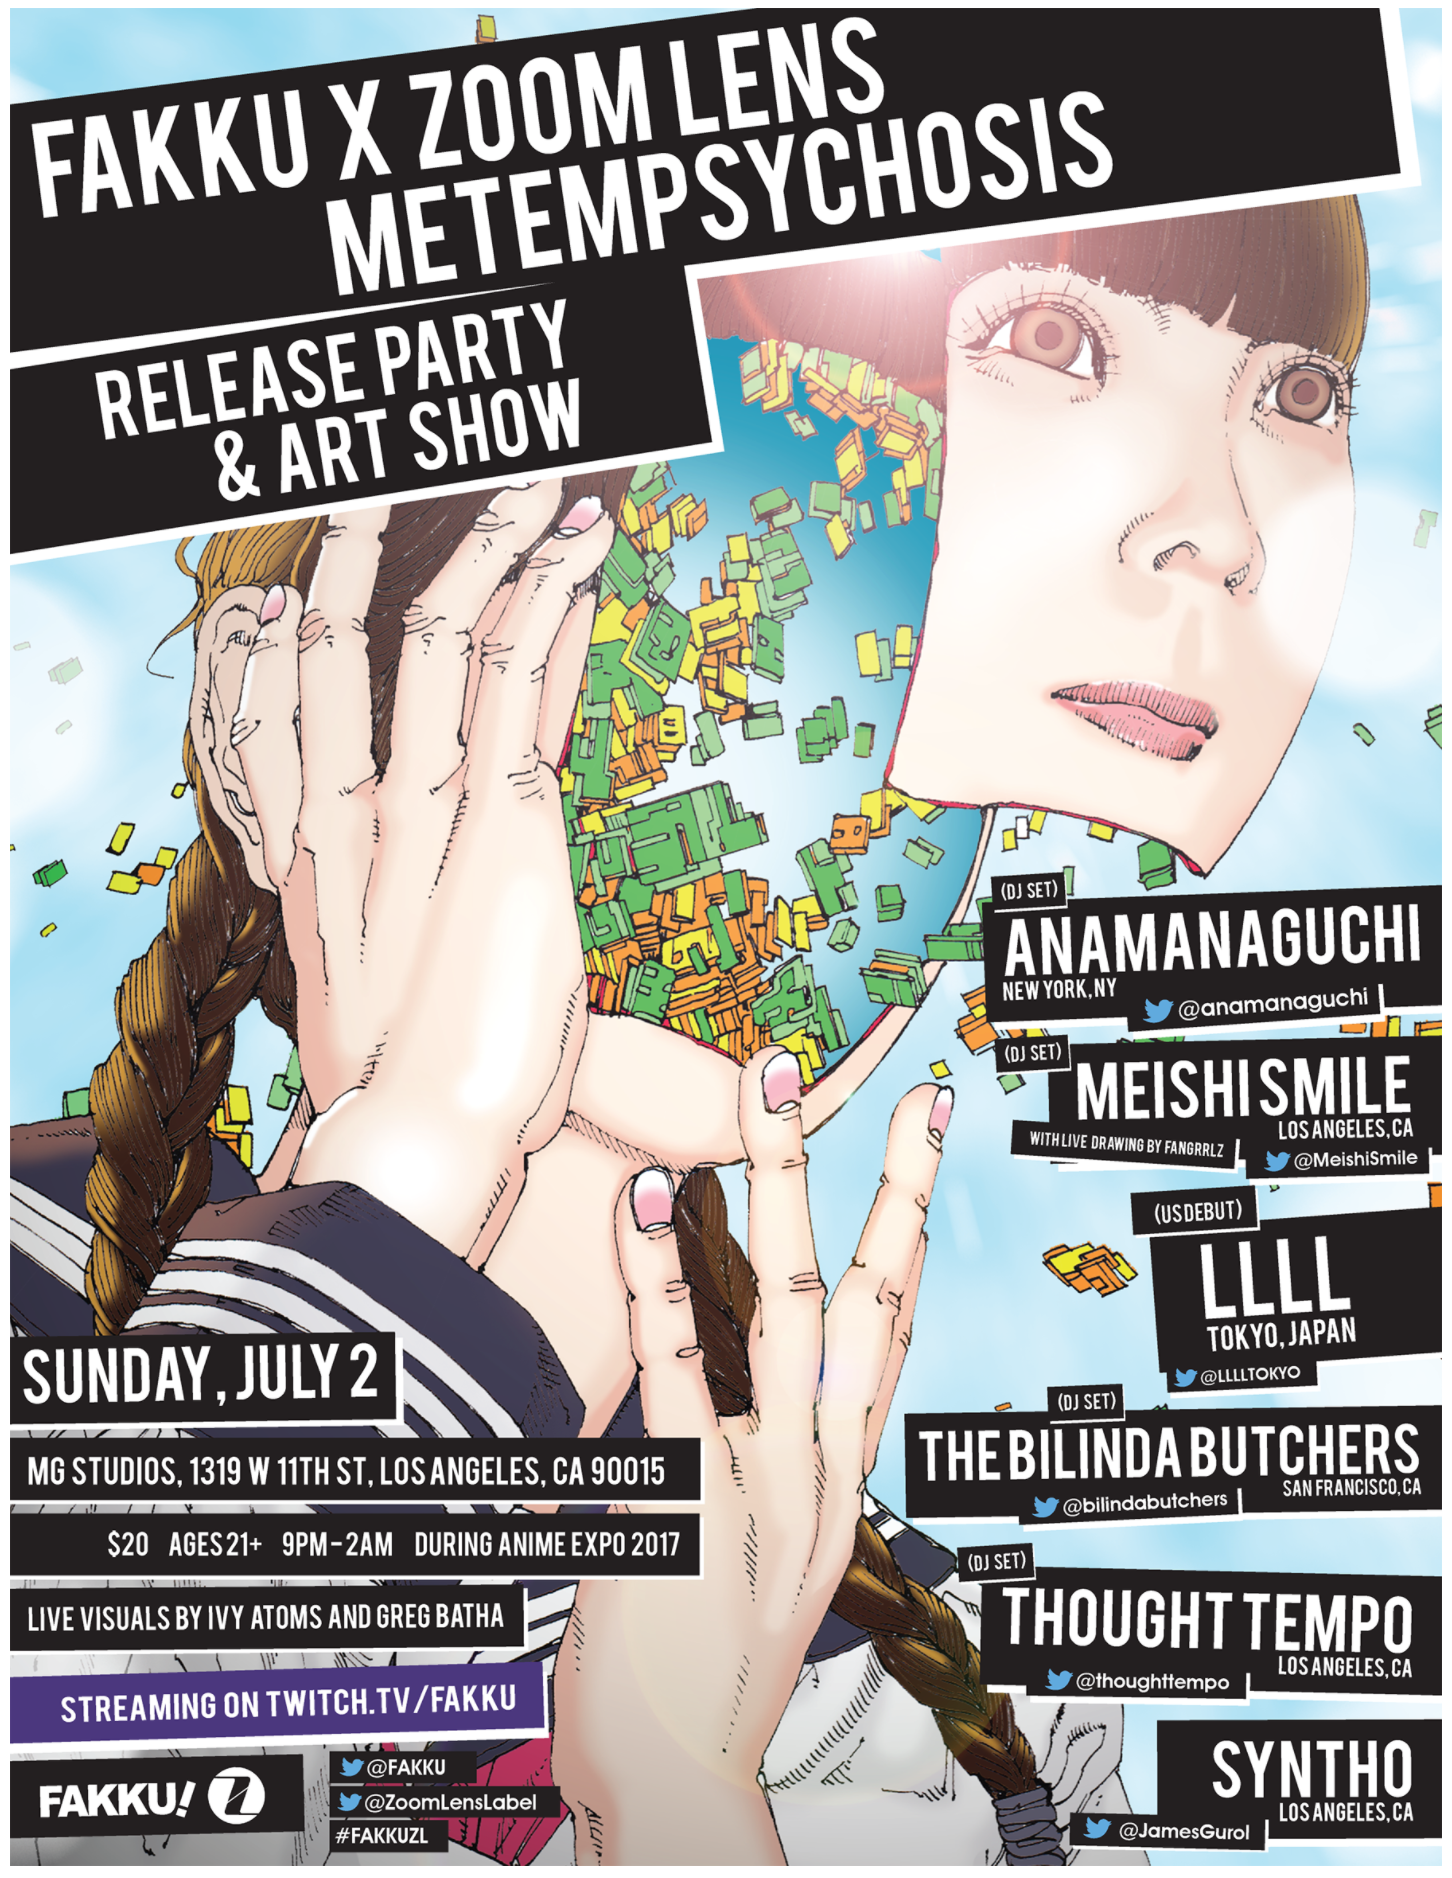 FAKKU X ZOOM LENS
METEMPSYCHOSIS
RELEASE PARTY
& ART SHOW
(DJ SET)
ANAMANAGUCHI
NEW YORK, NY
@anamanaguchi
(DJ SET)
MEISHI SMILE
LOS ANGELES, CA
WITH LIVE DRAWING BY FANGRRLZ
@MeishiSmile
(US DEBUT)
LLLL
TOKYO, JAPAN
@LLLLTOKYO
(DJ SET)
THE BILINDA BUTCHERS
SAN FRANCISCO, CA
@bilindabutchers
(DJ SET)
THOUGHT TEMPO
LOS ANGELES, CA
@thoughttempo
SYNTHO
LOS ANGELES, CA
@JamesGurol
SUNDAY, JULY 2
MG STUDIOS, 1319 W 11TH ST, LOS ANGELES, CA 90015
$20 AGES 21+ 9PM-2AM DURING ANIME EXPO 2017
LIVE VISUALS BY IVY ATOMS AND GREG BATHA
STREAMING ON TWITCH.TV/FAKKU
FAKKU!
@FAKKU
@ZoomLensLabel
#FAKKUZL